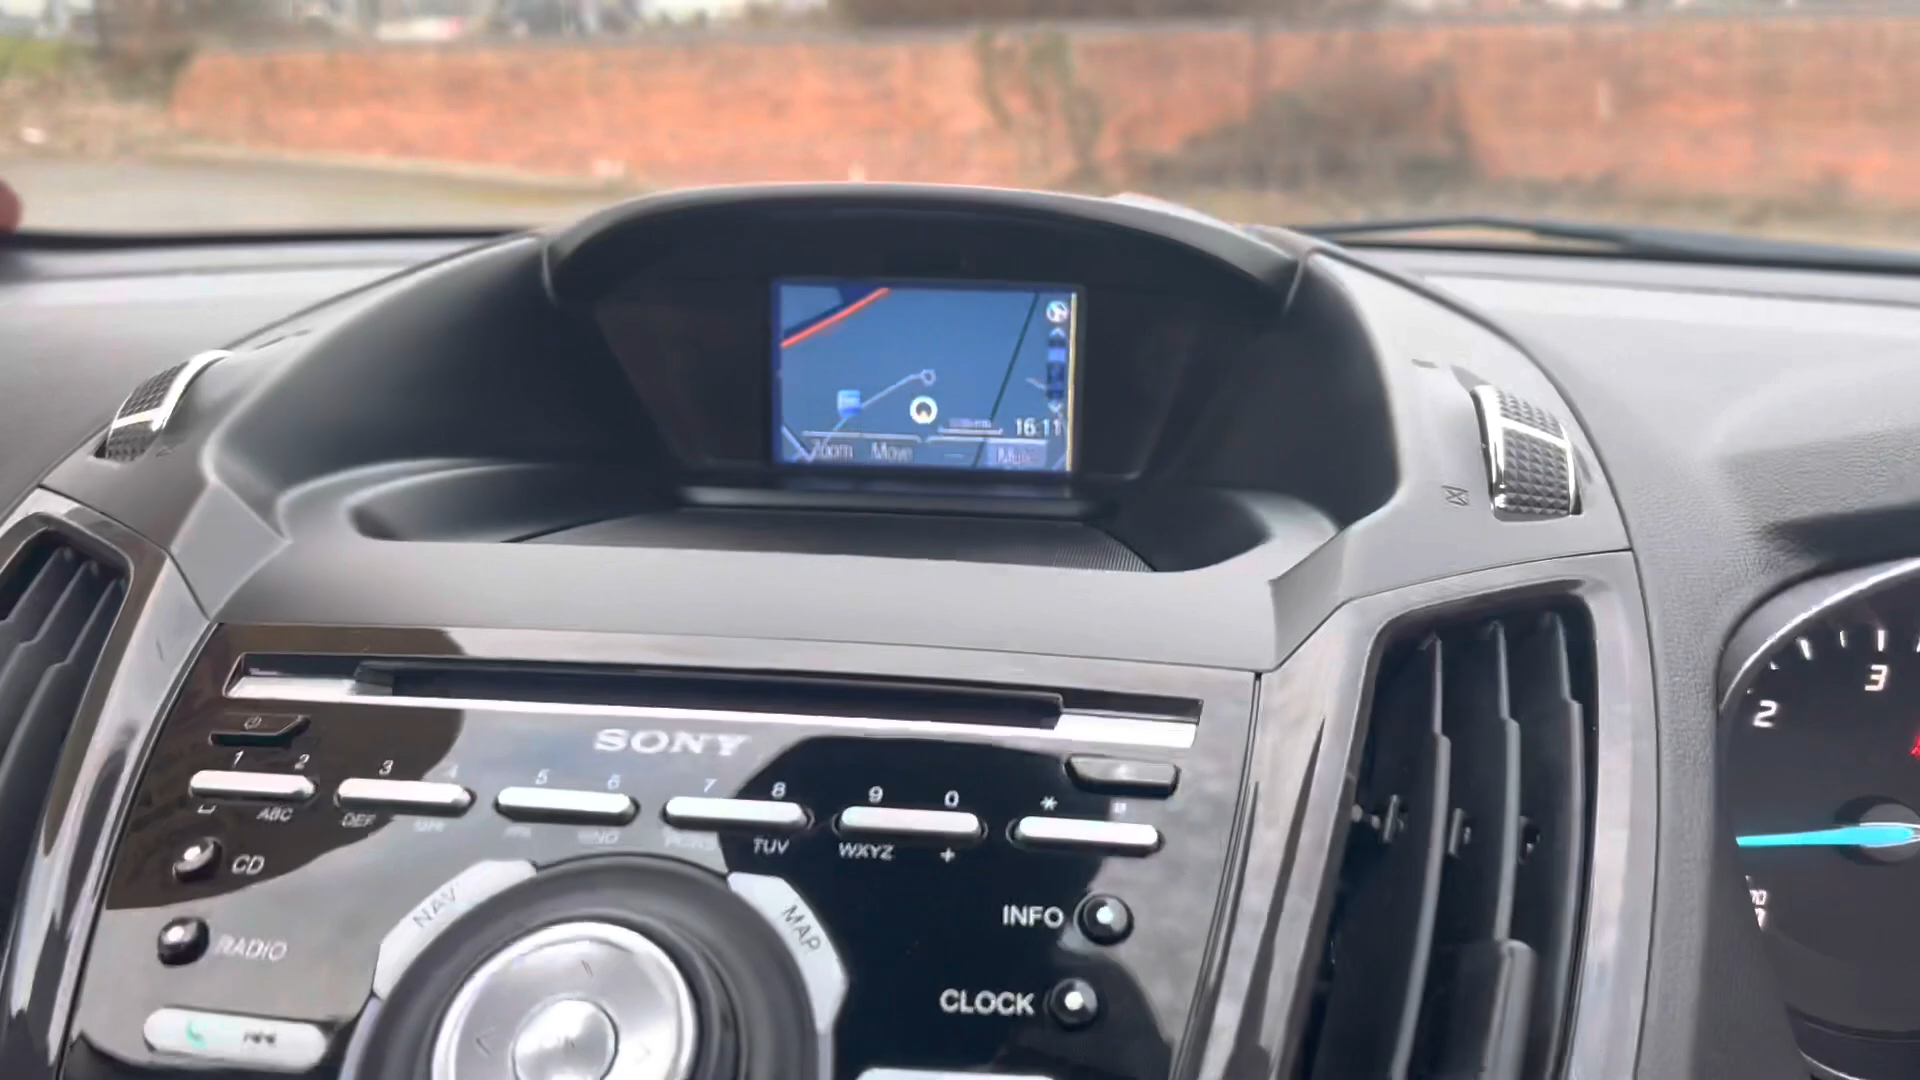 16:11
Zoom Move
SONY
1 2 3 4 5 6 7 8 9 0 *
ABC DEF TUV WXYZ +
CD
RADIO
NAV
MAP
INFO
CLOCK
2 3